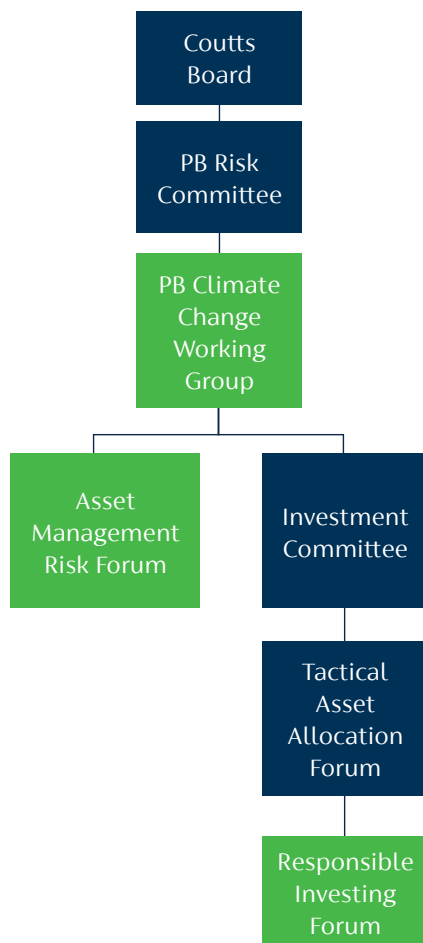 Coutts
Board
PB Risk
Committee
PB Climate
Change
Working
Group
Asset
Management
Risk Forum
Investment
Committee
Tactical
Asset
Allocation
Forum
Responsible
Investing
Forum